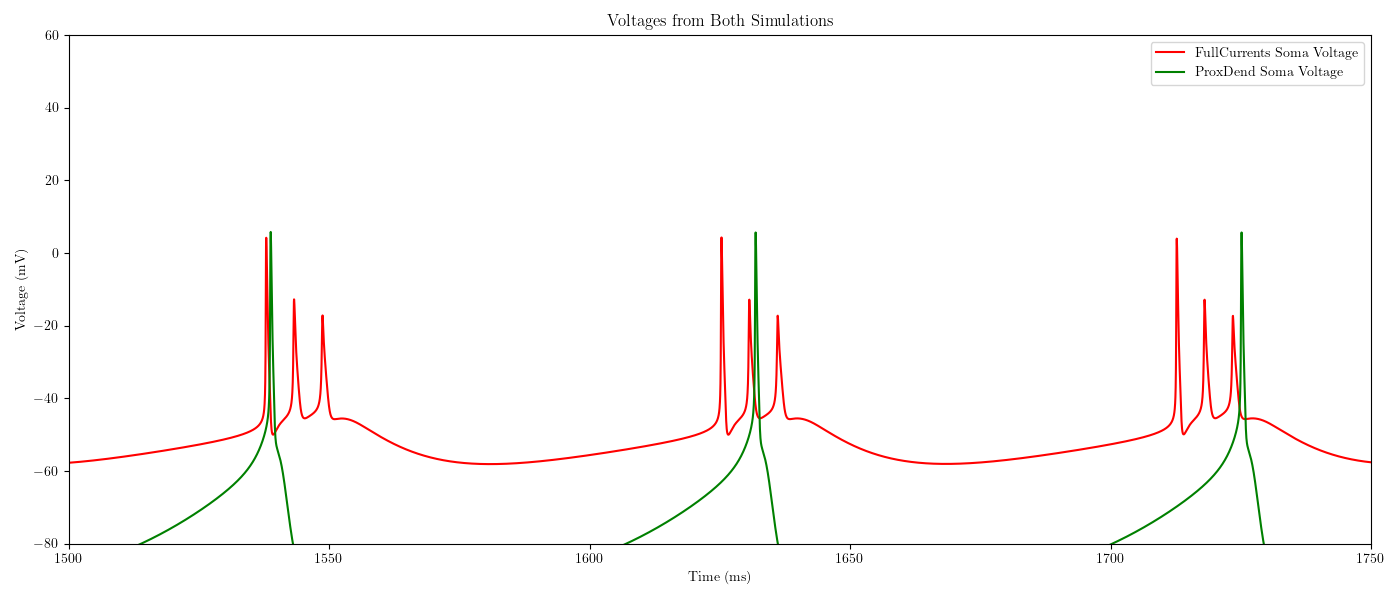 Voltages from Both Simulations
FullCurrents Soma Voltage
ProxDend Soma Voltage
Voltage (mV)
60
40
20
0
−20
−40
−60
−80
1500
1550
1600
1650
1700
1750
Time (ms)